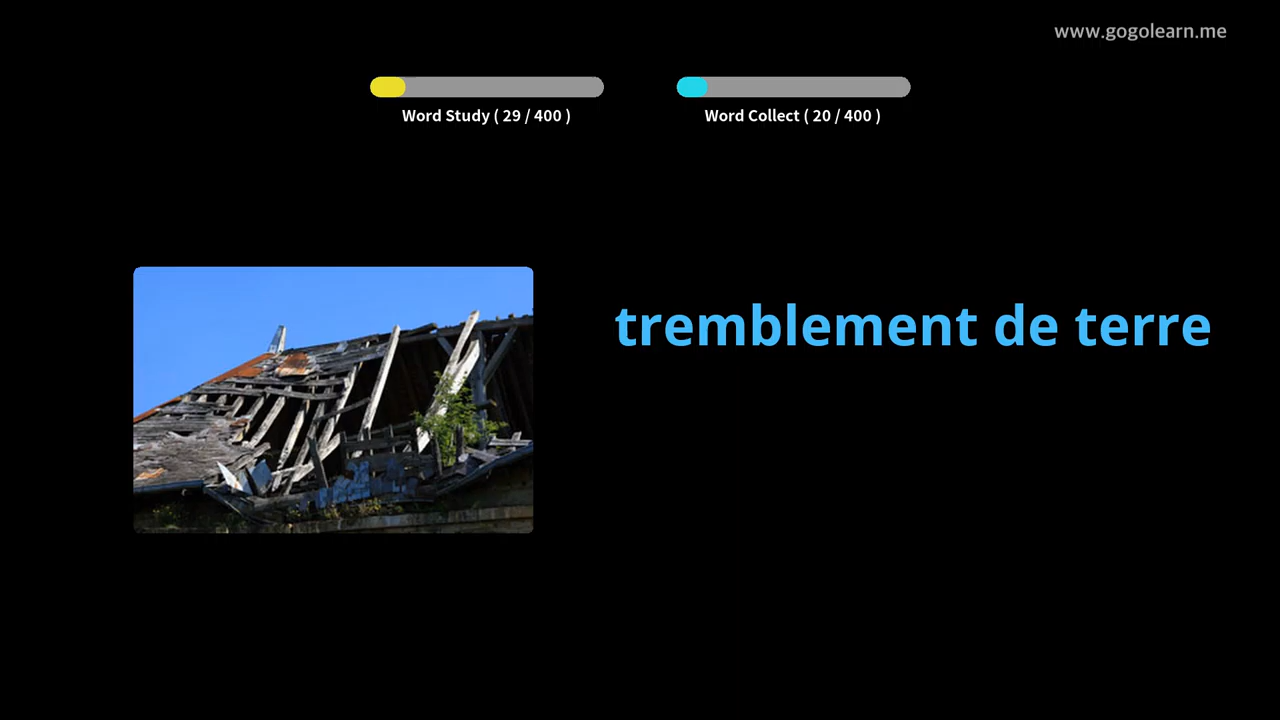 www.gogolearn.me
Word Study ( 29 / 400 )
Word Collect ( 20 / 400 )
tremblement de terre